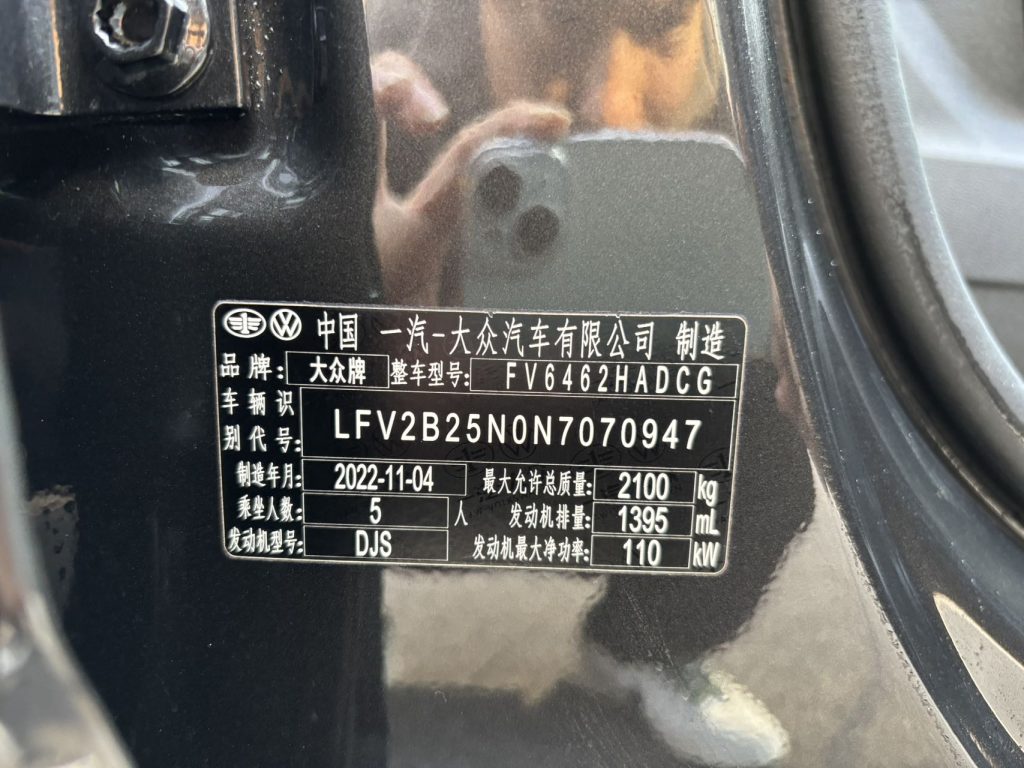 中国 一汽-大众汽车有限公司 制造
品牌: 大众牌 整车型号: FV6462HADCG
车辆识别代号: LFV2B25N0N7070947
制造年月: 2022-11-04 最大允许总质量: 2100 kg
乘坐人数: 5 人 发动机排量: 1395 mL
发动机型号: DJS 发动机最大净功率: 110 kW